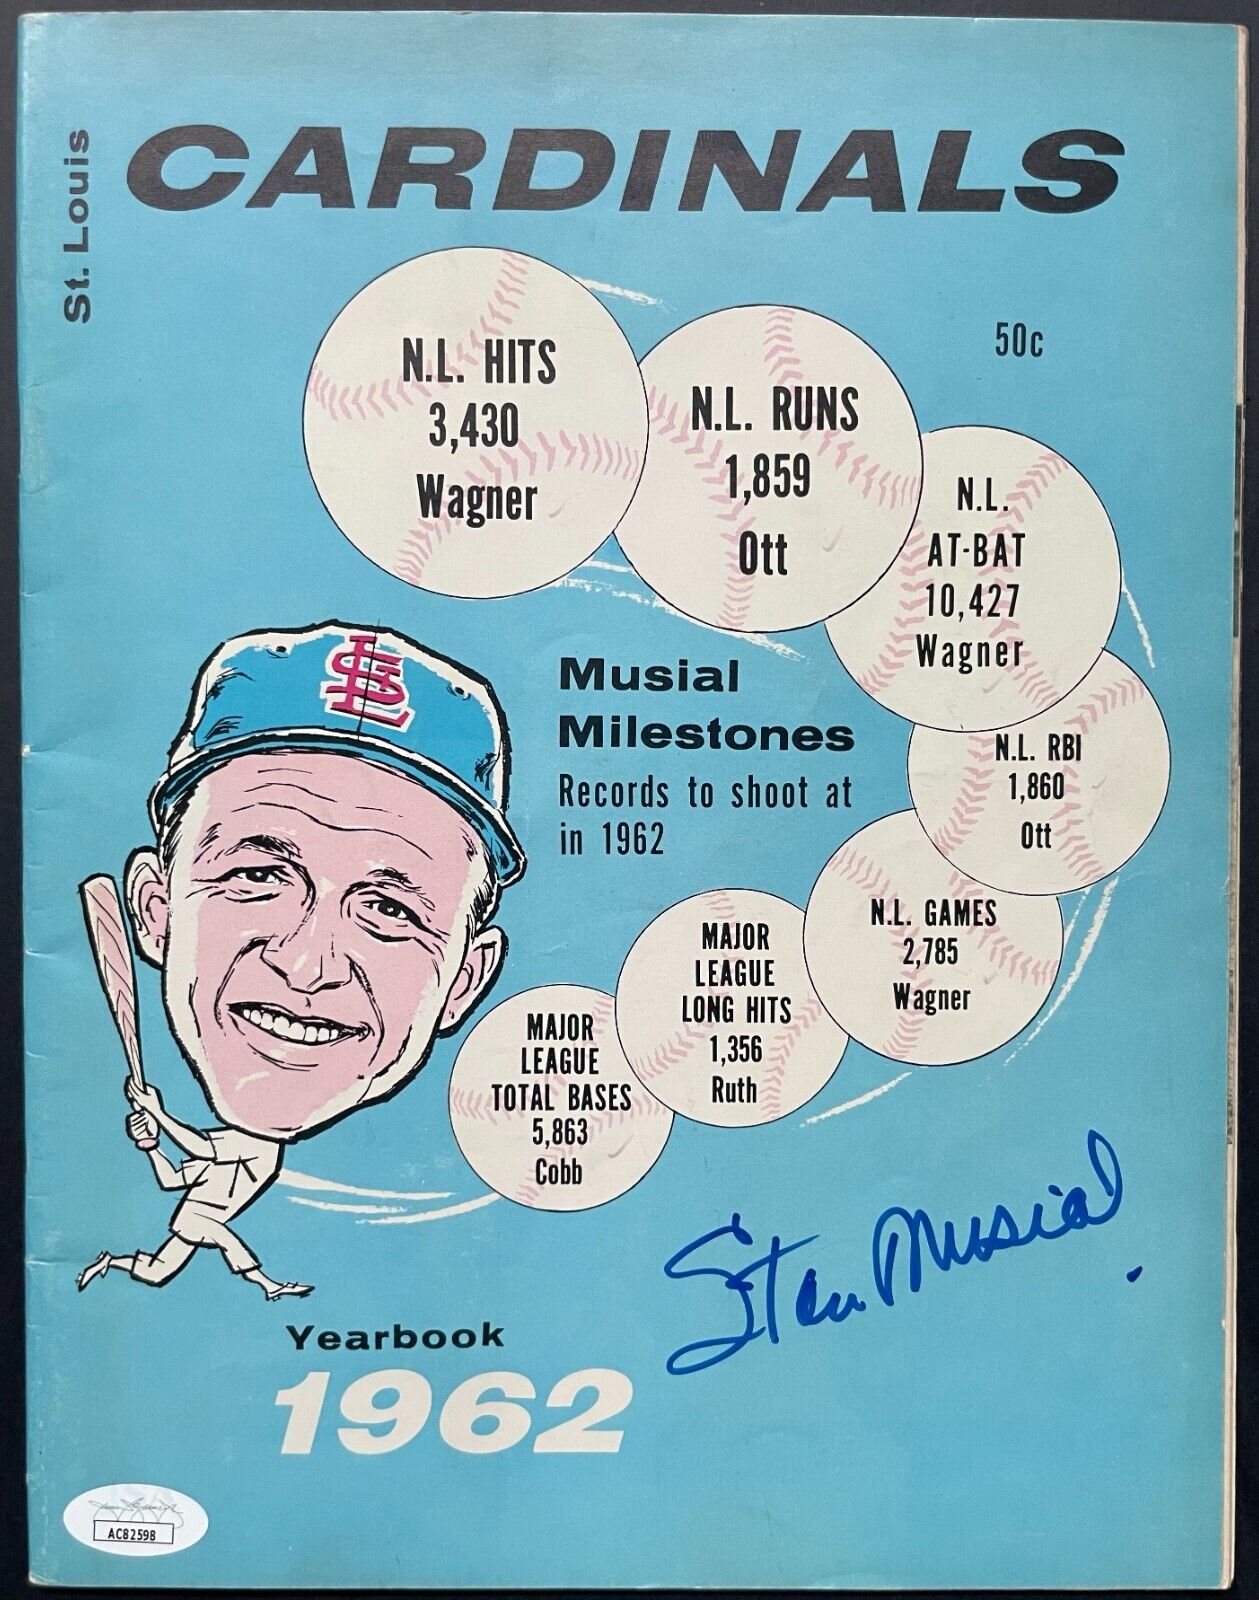 St. Louis
CARDINALS
50c
N.L. HITS
3,430
Wagner
N.L. RUNS
1,859
Ott
N.L.
AT-BAT
10,427
Wagner
N.L. RBI
1,860
Ott
N.L. GAMES
2,785
Wagner
MAJOR
LEAGUE
LONG HITS
1,356
Ruth
MAJOR
LEAGUE
TOTAL BASES
5,863
Cobb
Musial
Milestones
Records to shoot at
in 1962
StL
Stan Musial
Yearbook
1962
AC82598